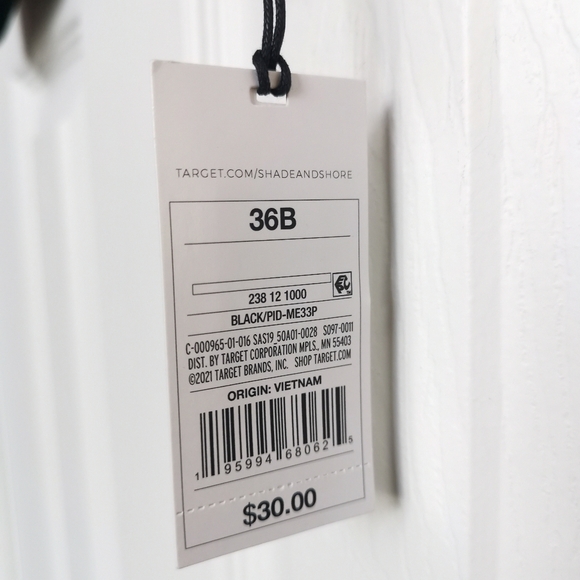 TARGET.COM/SHADEANDSHORE
36B
238 12 1000
BLACK/PID-ME33P
C-000965-01-016 SAS19_50A01-0028 S097-0011
DIST. BY TARGET CORPORATION MPLS., MN 55403
©2021 TARGET BRANDS, INC. SHOP TARGET.COM
ORIGIN: VIETNAM
1 95994 68062 5
$30.00